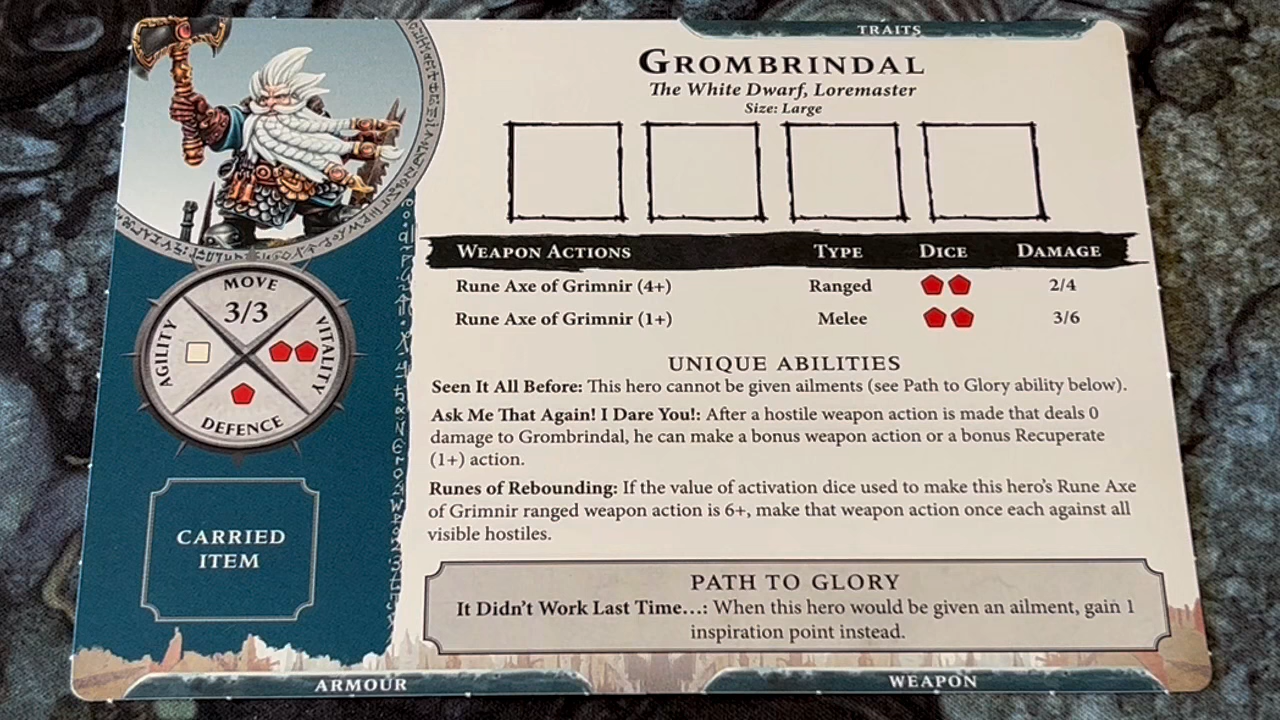 TRAITS
GROMBRINDAL
The White Dwarf, Loremaster
Size: Large
WEAPON ACTIONS TYPE DICE DAMAGE
Rune Axe of Grimnir (4+) Ranged 2/4
Rune Axe of Grimnir (1+) Melee 3/6
MOVE
3/3
AGILITY
VITALITY
DEFENCE
UNIQUE ABILITIES
Seen It All Before: This hero cannot be given ailments (see Path to Glory ability below).
Ask Me That Again! I Dare You!: After a hostile weapon action is made that deals 0
damage to Grombrindal, he can make a bonus weapon action or a bonus Recuperate
(1+) action.
Runes of Rebounding: If the value of activation dice used to make this hero's Rune Axe
of Grimnir ranged weapon action is 6+, make that weapon action once each against all
visible hostiles.
CARRIED
ITEM
PATH TO GLORY
It Didn't Work Last Time…: When this hero would be given an ailment, gain 1
inspiration point instead.
ARMOUR
WEAPON